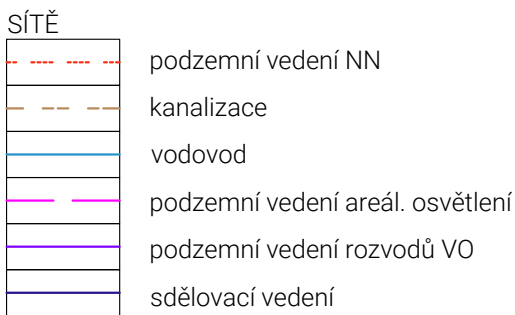 SÍTĚ
podzemní vedení NN
kanalizace
vodovod
podzemní vedení areál. osvětlení
podzemní vedení rozvodů VO
sdělovací vedení